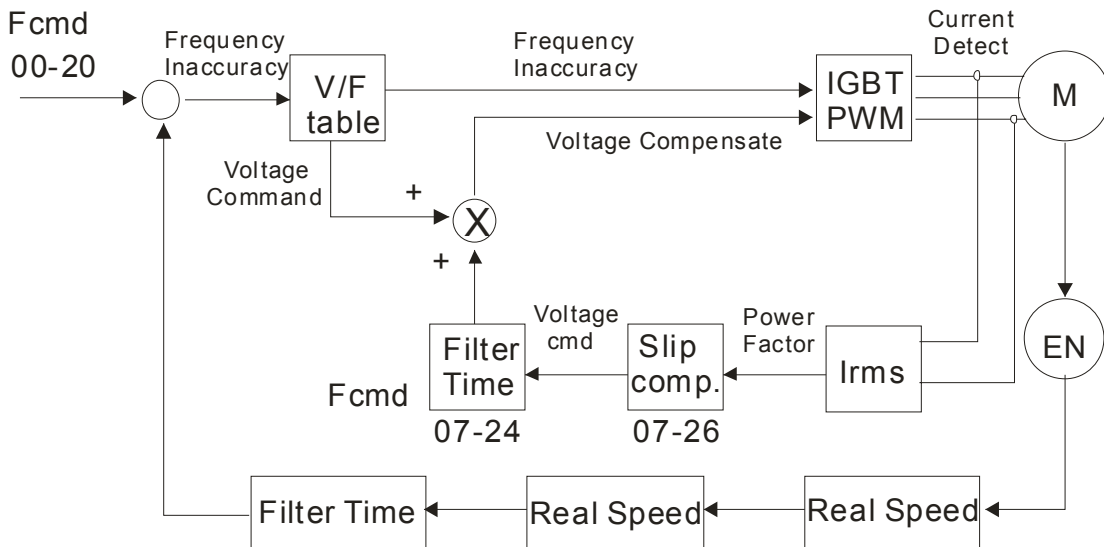 Fcmd
00-20
Frequency
Inaccuracy
V/F
table
Frequency
Inaccuracy
IGBT
PWM
Current
Detect
M
Voltage
Command
Voltage Compensate
+
X
+
Filter
Time
Voltage
cmd
Slip
comp.
Power
Factor
Irms
EN
Fcmd
07-24
07-26
Filter Time
Real Speed
Real Speed